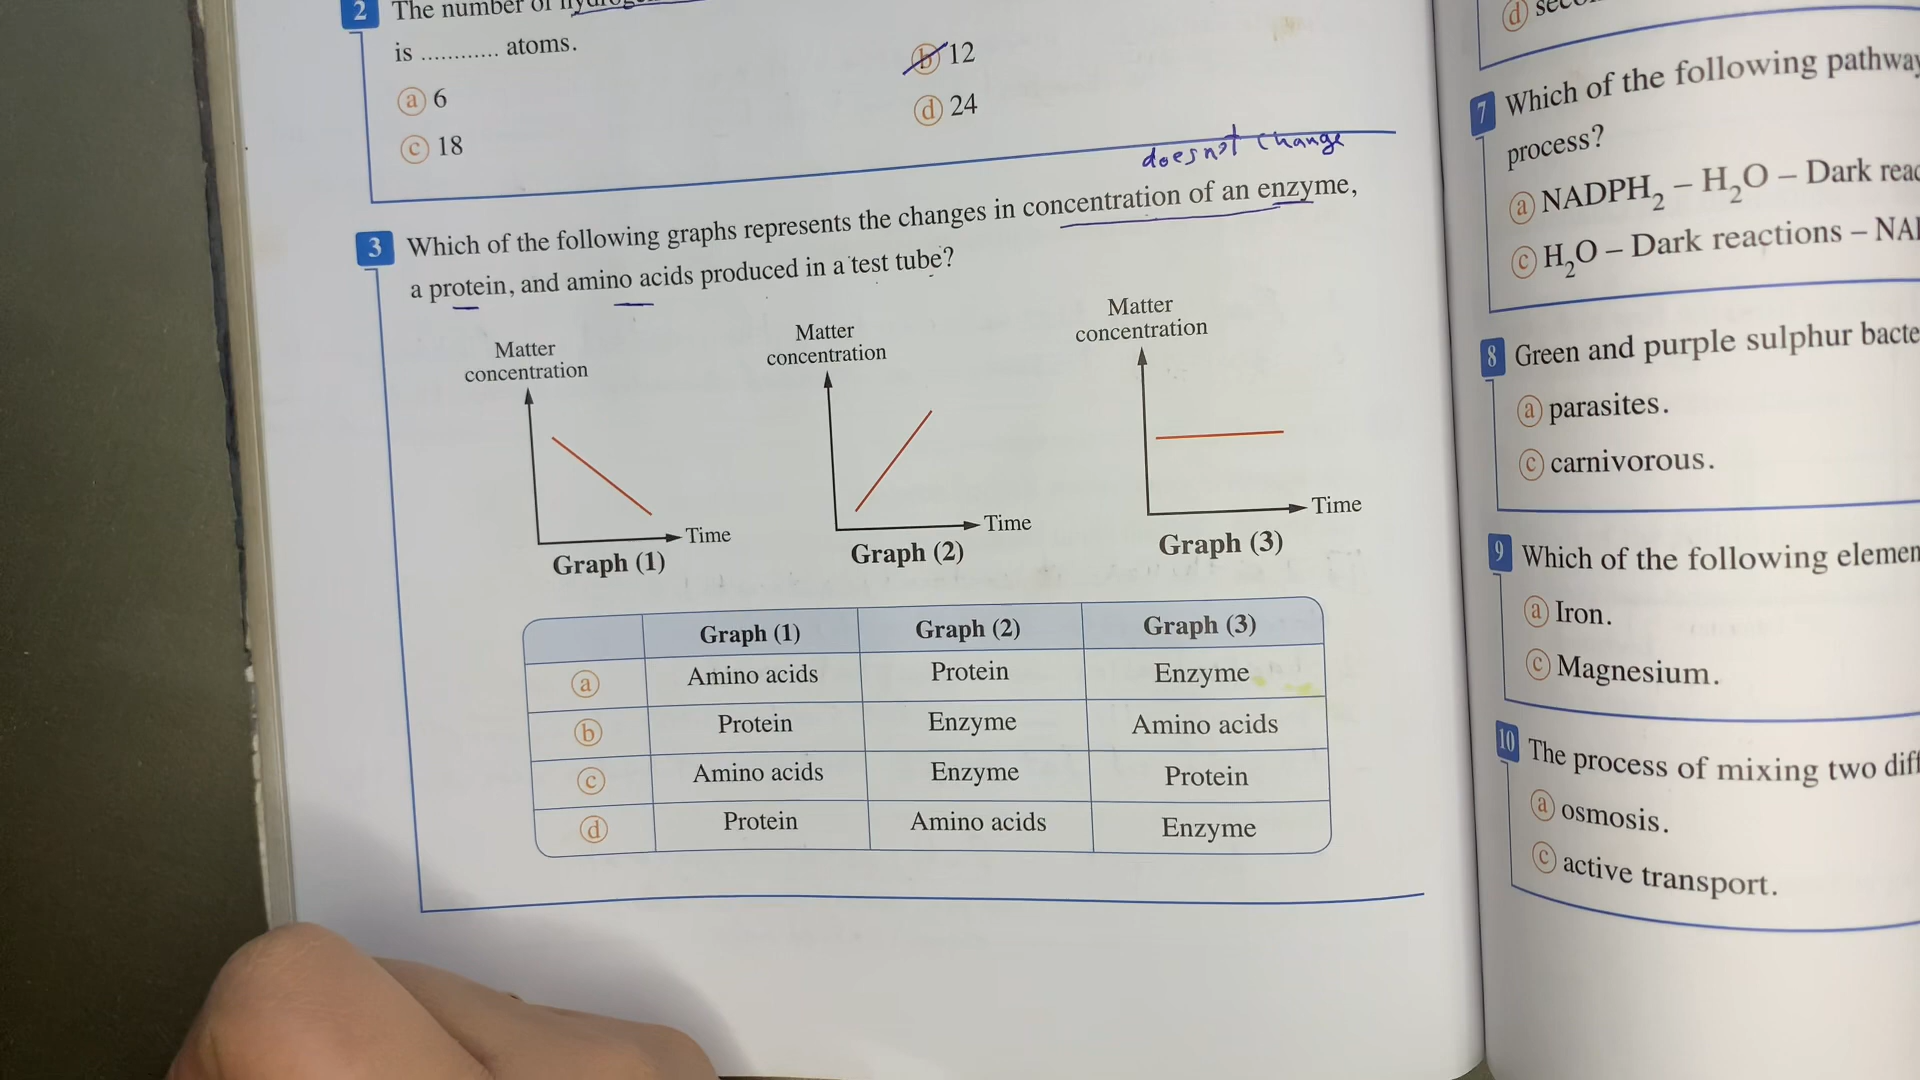 2 The number of
is ............ atoms.
a 6
b 12
c 18
d 24
doesnot change
3 Which of the following graphs represents the changes in concentration of an enzyme,
a protein, and amino acids produced in a test tube?
Matter
concentration
Time
Graph (1)
Matter
concentration
Time
Graph (2)
Matter
concentration
Time
Graph (3)
Graph (1) Graph (2) Graph (3)
a Amino acids Protein Enzyme
b Protein Enzyme Amino acids
c Amino acids Enzyme Protein
d Protein Amino acids Enzyme
d
7 Which of the following pathway
process?
a NADPH₂ – H₂O – Dark reac
c H₂O – Dark reactions – NA
8 Green and purple sulphur bacte
a parasites.
c carnivorous.
9 Which of the following elemen
a Iron.
c Magnesium.
10 The process of mixing two diff
a osmosis.
c active transport.